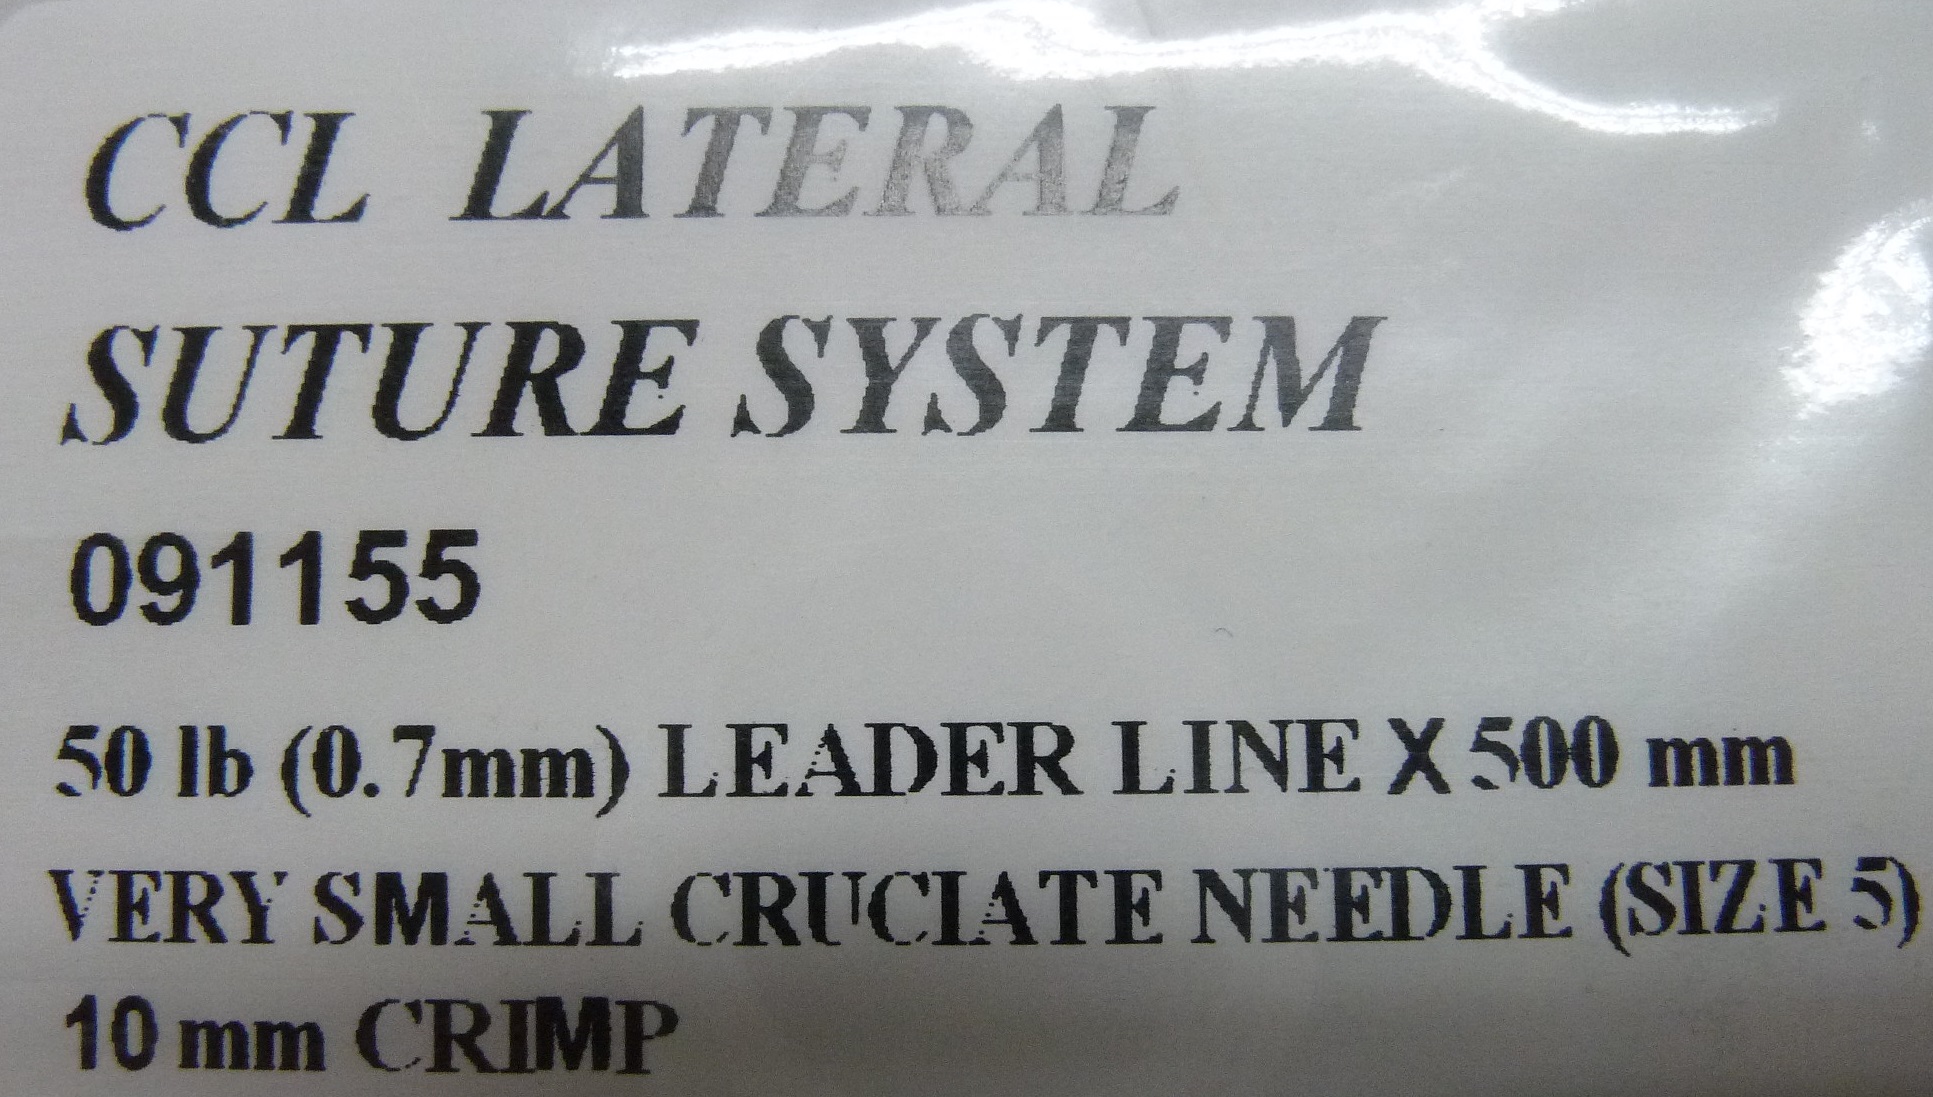 CCL LATERAL
SUTURE SYSTEM
091155
50 lb (0.7mm) LEADER LINE X 500 mm
VERY SMALL CRUCIATE NEEDLE (SIZE 5)
10 mm CRIMP